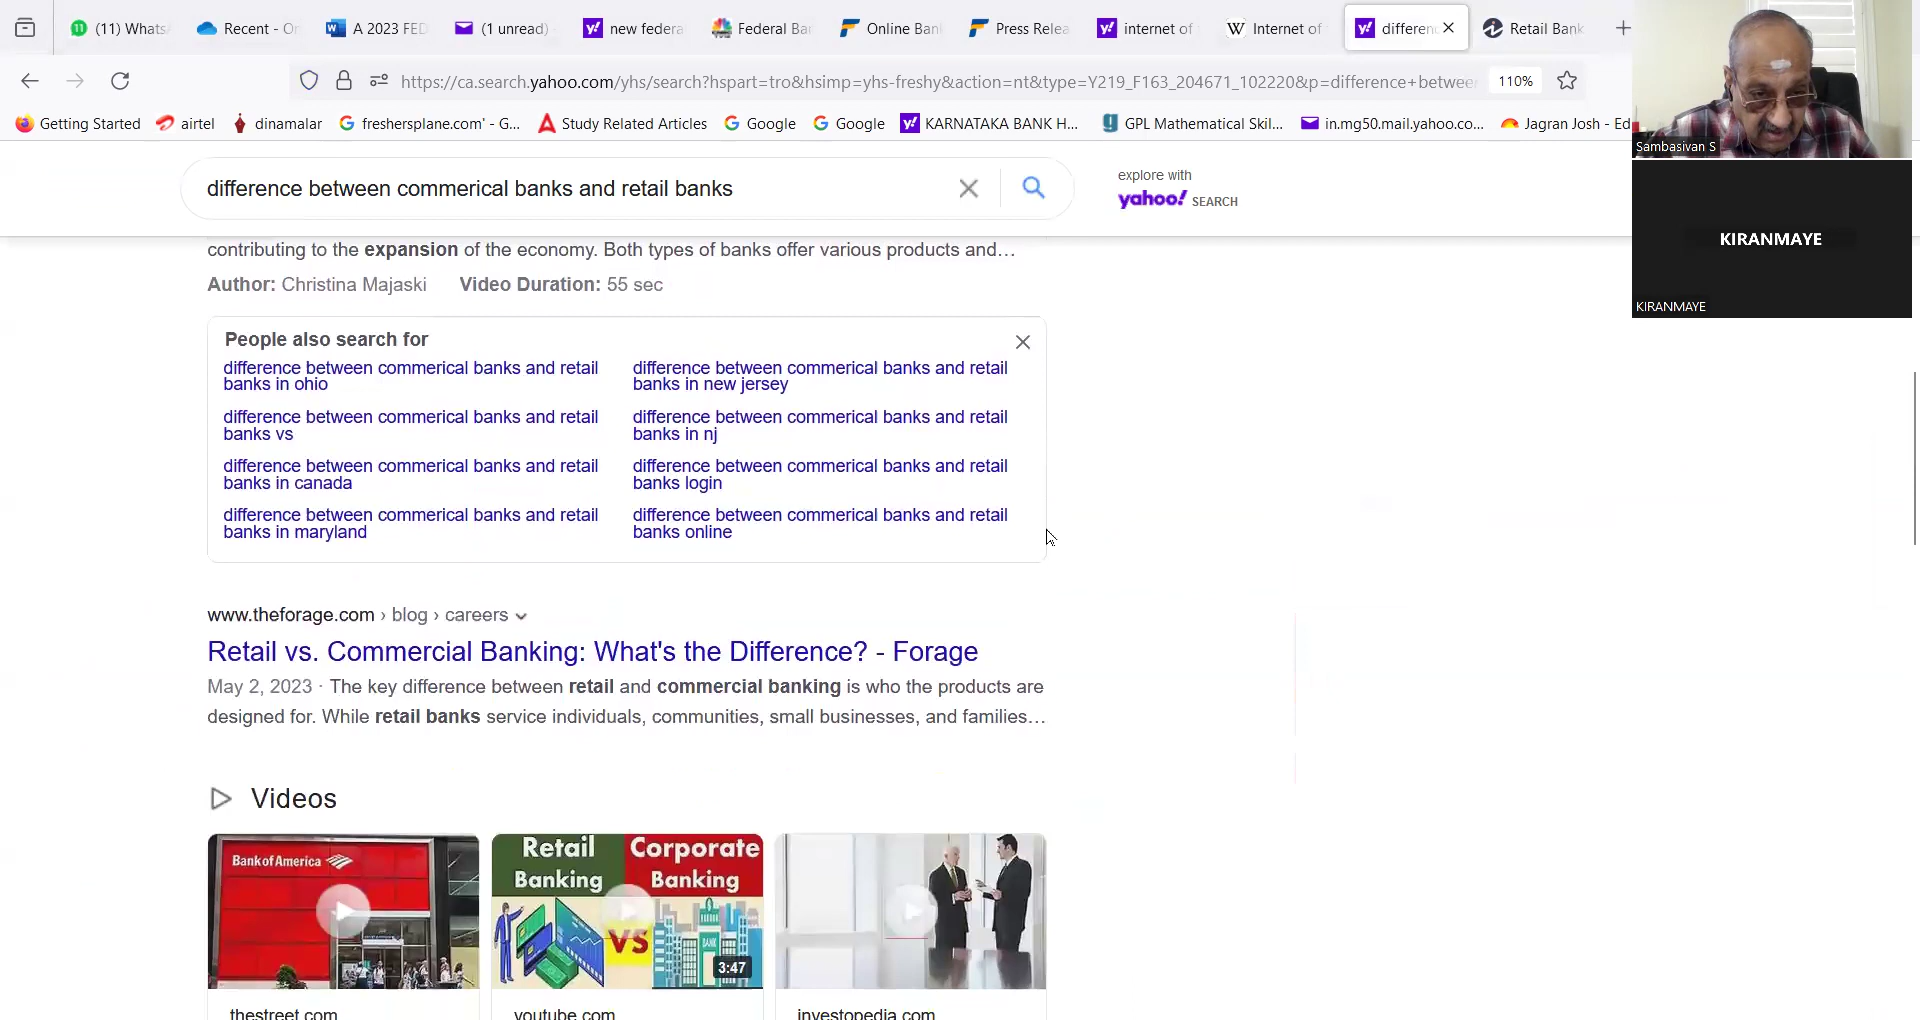 (11) Whats
Recent - On
A 2023 FED
(1 unread)
new federa
Federal Ba
Online Bank
Press Relea
internet of
Internet of
differen
Retail Bank
https://ca.search.yahoo.com/yhs/search?hspart=tro&hsimp=yhs-freshy&action=nt&type=Y219_F163_204671_102220&p=difference+betwee
110%
Getting Started
airtel
dinamalar
freshersplane.com' - G...
Study Related Articles
Google
Google
KARNATAKA BANK H...
GPL Mathematical Skil...
in.mg50.mail.yahoo.co...
Jagran Josh - Ed
Sambasivan S
KIRANMAYE
KIRANMAYE
difference between commerical banks and retail banks
explore with
yahoo! SEARCH
contributing to the expansion of the economy. Both types of banks offer various products and...
Author: Christina Majaski Video Duration: 55 sec
People also search for
difference between commerical banks and retail
banks in ohio
difference between commerical banks and retail
banks in new jersey
difference between commerical banks and retail
banks vs
difference between commerical banks and retail
banks in nj
difference between commerical banks and retail
banks in canada
difference between commerical banks and retail
banks login
difference between commerical banks and retail
banks in maryland
difference between commerical banks and retail
banks online
www.theforage.com › blog › careers
Retail vs. Commercial Banking: What's the Difference? - Forage
May 2, 2023 · The key difference between retail and commercial banking is who the products are
designed for. While retail banks service individuals, communities, small businesses, and families...
Videos
Bank of America
Retail
Banking
Corporate
Banking
VS
BANK
3:47
thestreet.com
youtube.com
investopedia.com